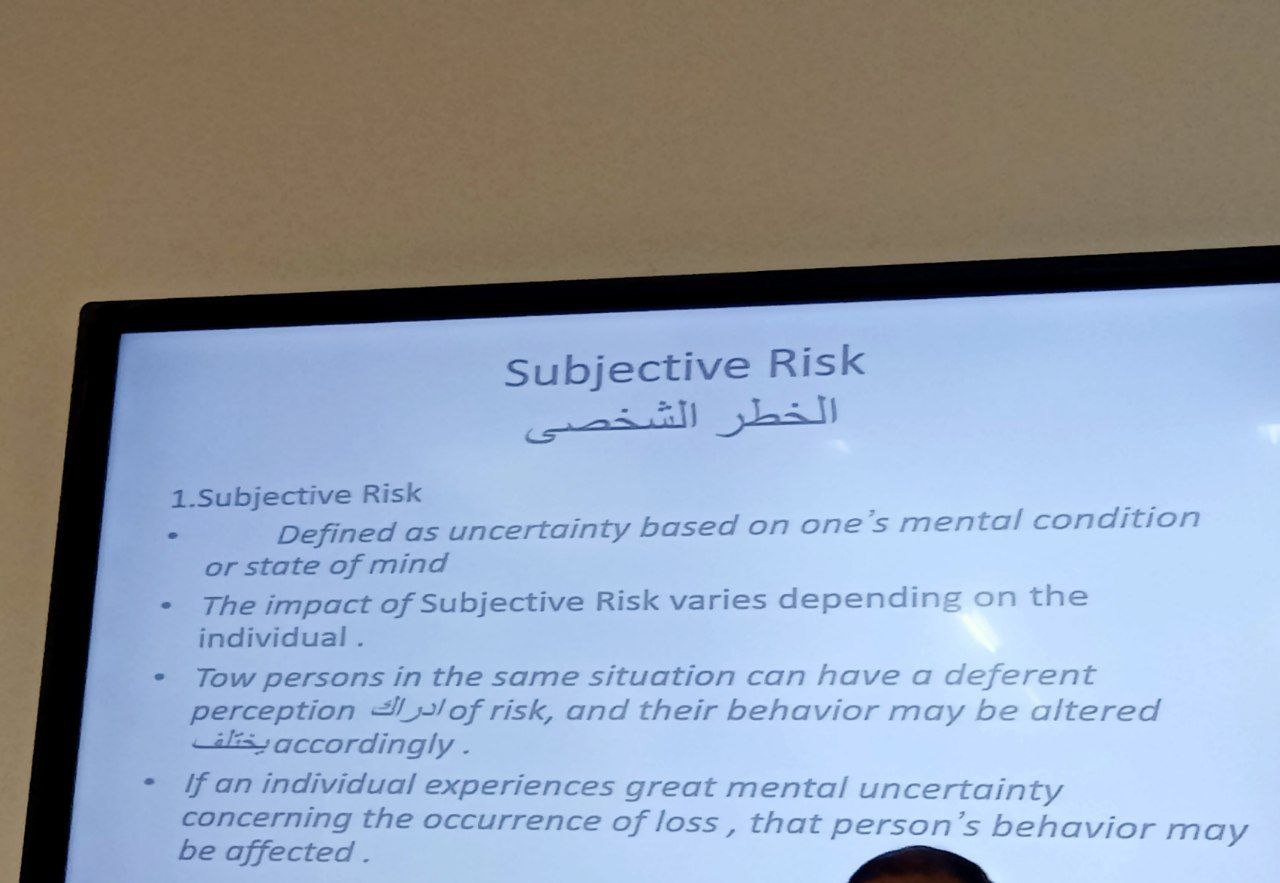 Subjective Risk
الخطر الشخصى
1.Subjective Risk
• Defined as uncertainty based on one's mental condition
or state of mind
• The impact of Subjective Risk varies depending on the
individual .
• Tow persons in the same situation can have a deferent
perception ادراك of risk, and their behavior may be altered
يختلف accordingly .
• If an individual experiences great mental uncertainty
concerning the occurrence of loss , that person's behavior may
be affected .